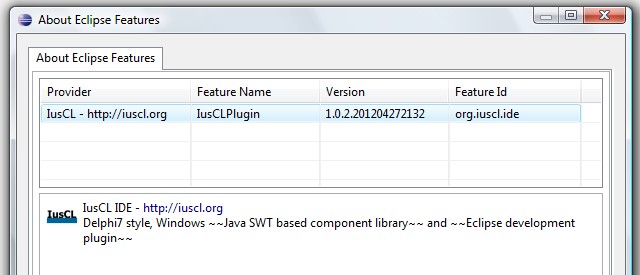 About Eclipse Features
About Eclipse Features
Provider Feature Name Version Feature Id
IusCL - http://iuscl.org IusCLPlugin 1.0.2.201204272132 org.iuscl.ide
IusCL IusCL IDE - http://iuscl.org
Delphi7 style, Windows ~~Java SWT based component library~~ and ~~Eclipse development
plugin~~